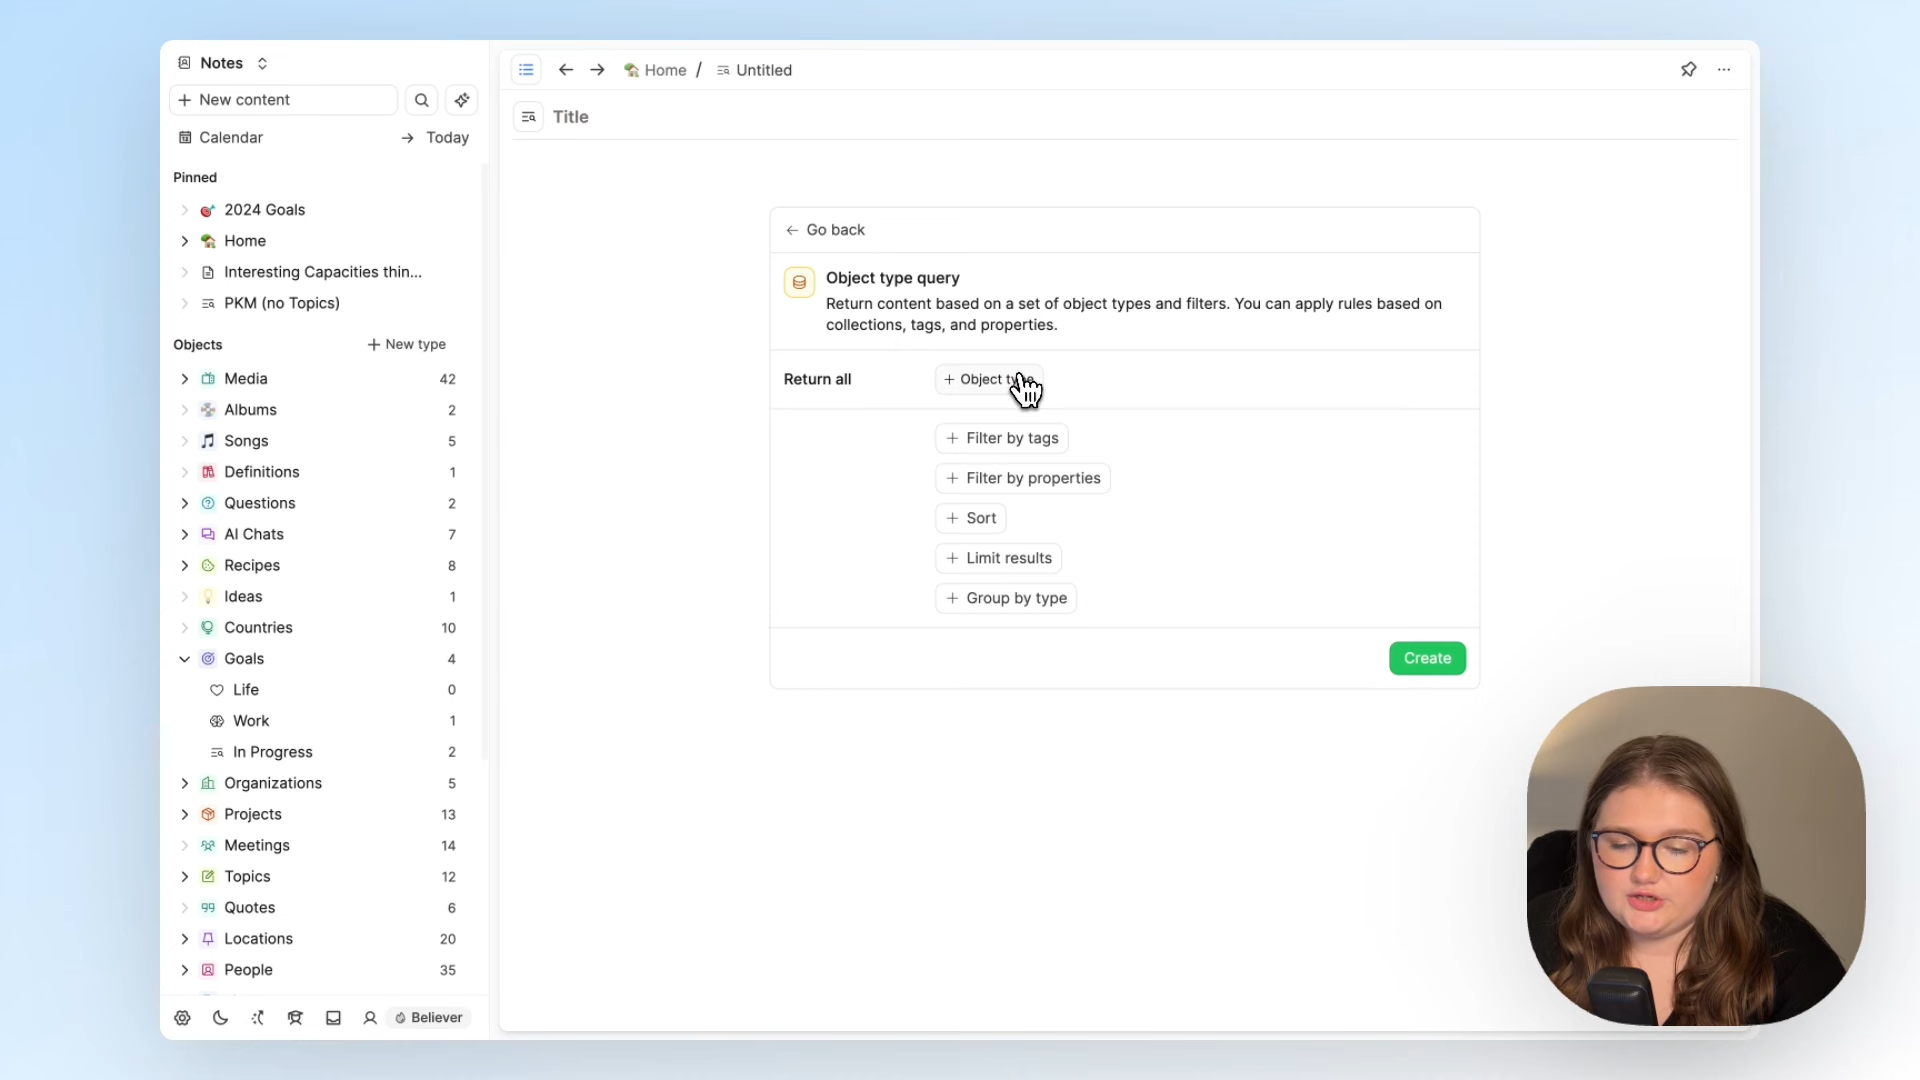 Notes
New content
Calendar
Today
Pinned
2024 Goals
Home
Interesting Capacities thin...
PKM (no Topics)
Objects
New type
Media 42
Albums 2
Songs 5
Definitions 1
Questions 2
AI Chats 7
Recipes 8
Ideas 1
Countries 10
Goals 4
Life 0
Work 1
In Progress 2
Organizations 5
Projects 13
Meetings 14
Topics 12
Quotes 6
Locations 20
People 35
Believer
Home / Untitled
Title
Go back
Object type query
Return content based on a set of object types and filters. You can apply rules based on
collections, tags, and properties.
Return all
+ Object type
+ Filter by tags
+ Filter by properties
+ Sort
+ Limit results
+ Group by type
Create